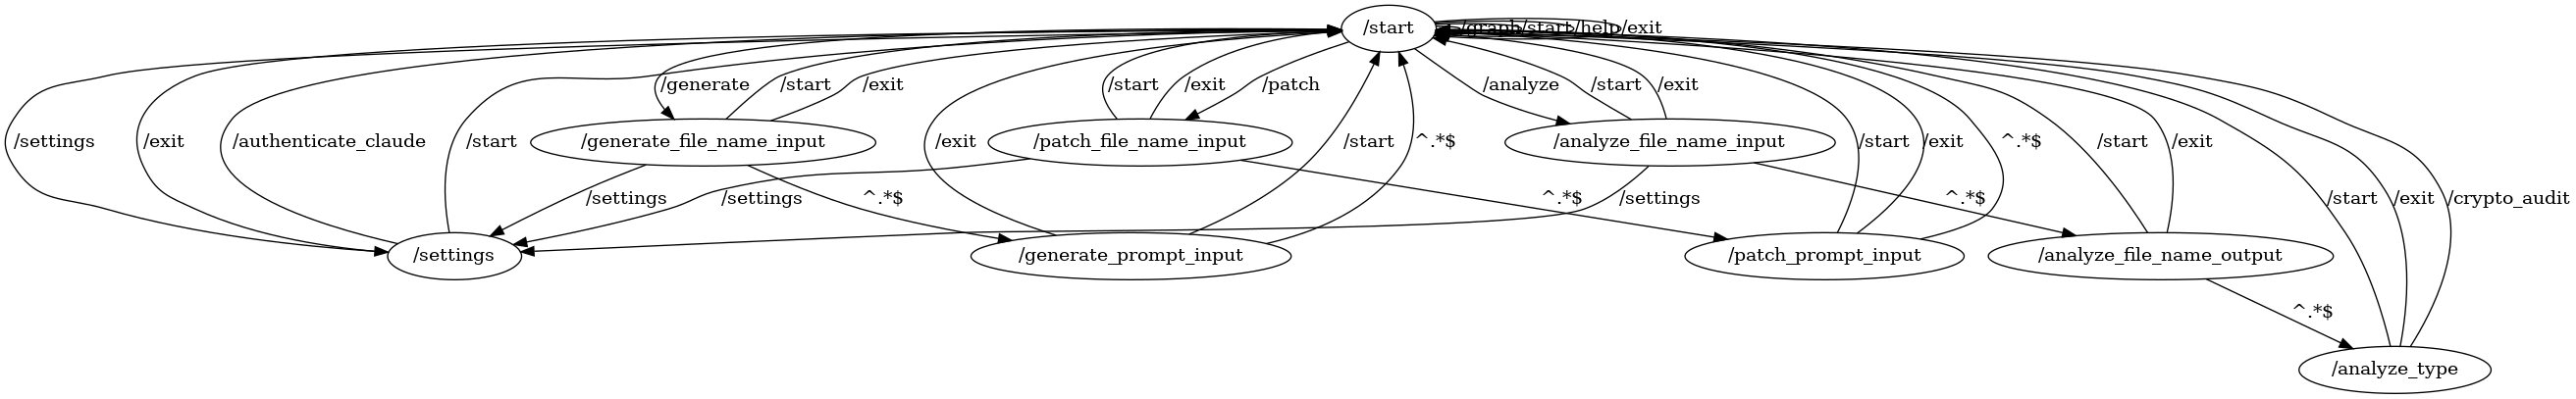 /start
/graph
/start
/help
/exit
/generate
/start
/exit
/start
/exit
/patch
/analyze
/start
/exit
/settings
/exit
/authenticate_claude
/start
/generate_file_name_input
/exit
/patch_file_name_input
/start
^.*$
/analyze_file_name_input
/start
/exit
^.*$
/start
/exit
/settings
/settings
^.*$
^.*$
/settings
^.*$
/start
/exit
/crypto_audit
/settings
/generate_prompt_input
/patch_prompt_input
/analyze_file_name_output
^.*$
/analyze_type